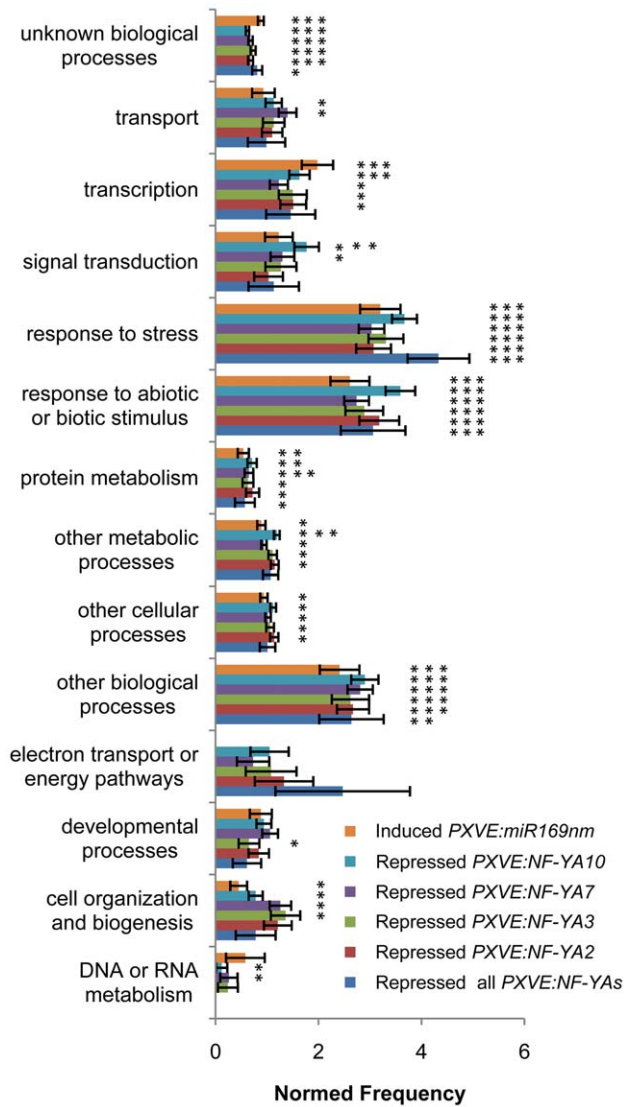 unknown biological
processes
transport
transcription
signal transduction
response to stress
response to abiotic
or biotic stimulus
protein metabolism
other metabolic
processes
other cellular
processes
other biological
processes
electron transport or
energy pathways
developmental
processes
cell organization
and biogenesis
DNA or RNA
metabolism
Induced PXVE:miR169nm
Repressed PXVE:NF-YA10
Repressed PXVE:NF-YA7
Repressed PXVE:NF-YA3
Repressed PXVE:NF-YA2
Repressed all PXVE:NF-YAs
0 2 4 6
Normed Frequency